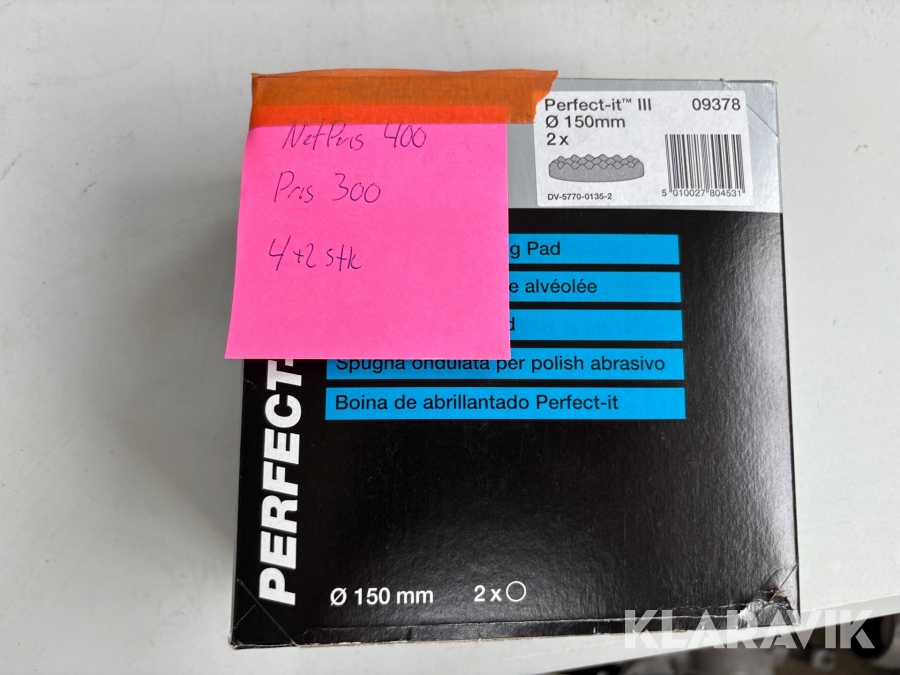 NetPris 400
Pris 300
4+2 stk
Perfect-it™ III 09378
Ø 150mm
2 x
5 010027 804531
DV-5770-0135-2
g Pad
e alvéolée
d
Spugna ondulata per polish abrasivo
Boina de abrillantado Perfect-it
PERFECT-
Ø 150 mm 2 x
KLARAVIK